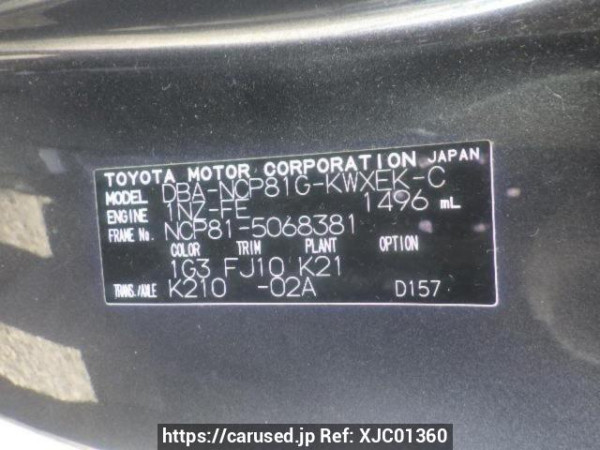 TOYOTA MOTOR CORPORATION JAPAN
MODEL DBA-NCP81G-KWXEK-C
ENGINE 1NZ-FE 1496 mL
FRAME No. NCP81-5068381
COLOR TRIM PLANT OPTION
1G3 FJ10 K21
TRANS./AXLE K210 -02A D157
https://carused.jp Ref: XJC01360